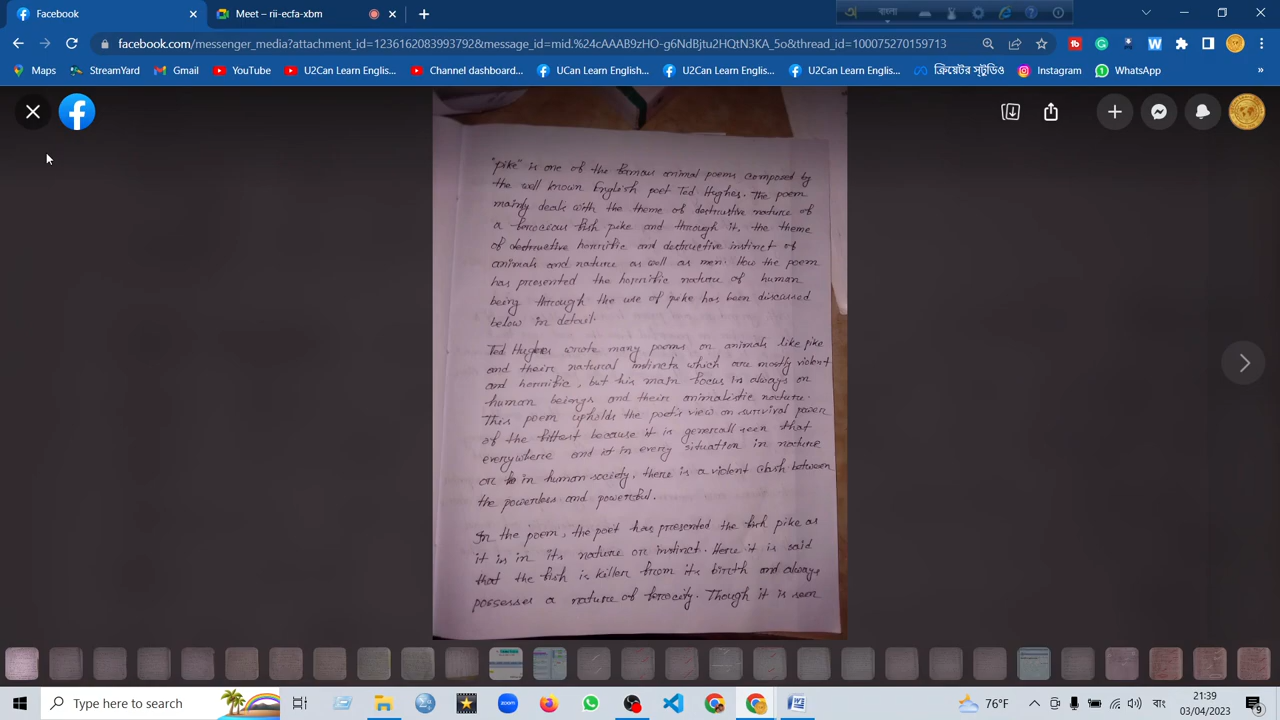 Facebook
Meet – rii-ecfa-xbm
facebook.com/messenger_media?attachment_id=1236162083993792&message_id=mid.%24cAAAB9zHO-g6NdBjtu2HQtN3KA_5o&thread_id=100075270159713
Maps
StreamYard
Gmail
YouTube
U2Can Learn Englis...
Channel dashboard...
UCan Learn English...
U2Can Learn Englis...
U2Can Learn Englis...
ক্রিয়েটর স্টুডিও
Instagram
WhatsApp
"pike" is one of the famous animal poems composed by
the well known English poet Ted Hughes. The poem
mainly deals with the theme of destructive nature of
a ferocious fish pike and through it, the theme
of destructive horrific and destructive instinct of
animals and nature as well as men. How the poem
has presented the horrific nature of human
being through the use of pike has been discussed
below in detail.
Ted Hughes wrote many poems on animals like pike
and their natural instincts which are mostly violent
and horrific, but his main focus is always on
human beings and their animalistic nature.
This poem upholds the poet's view on survival power
of the fittest because it is generall seen that
everywhere and in every situation in nature
or in human society, there is a violent clash between
the powerless and powerful.
In the poem, the poet has presented the fish pike as
it is in its nature or instinct. Here it is said
that the fish is killer from its birth and always
possesses a nature of ferocity. Though it is seen
Type here to search
zoom
76°F
বাং
21:39
03/04/2023
9